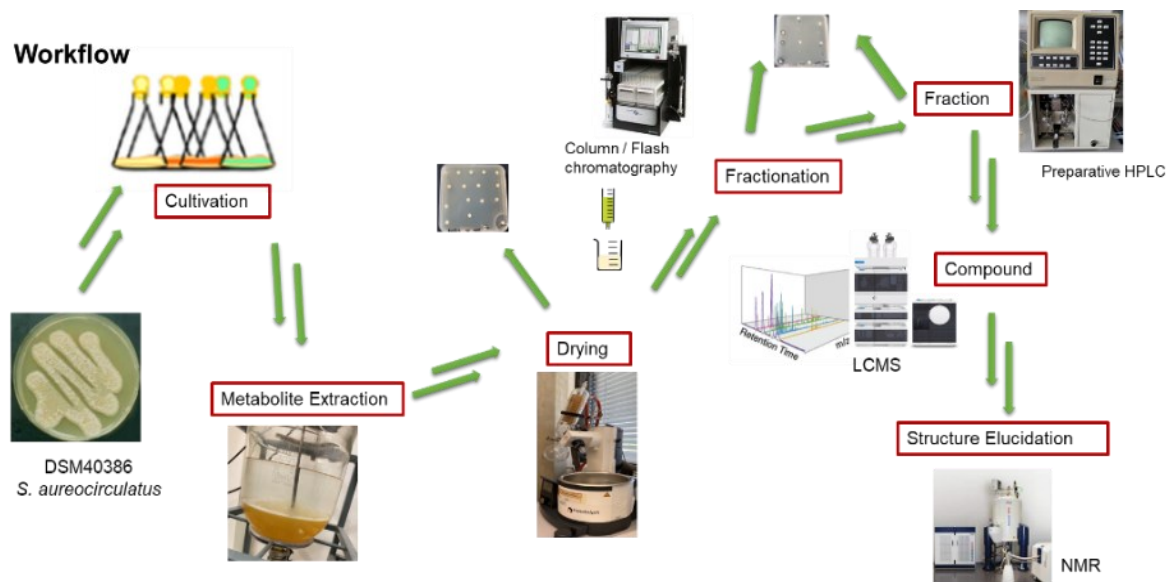 Workflow
Cultivation
DSM40386
S. aureocirculatus
Metabolite Extraction
Drying
Column / Flash
chromatography
Fractionation
Fraction
Preparative HPLC
Compound
Retention Time
m/z
LCMS
Structure Elucidation
NMR